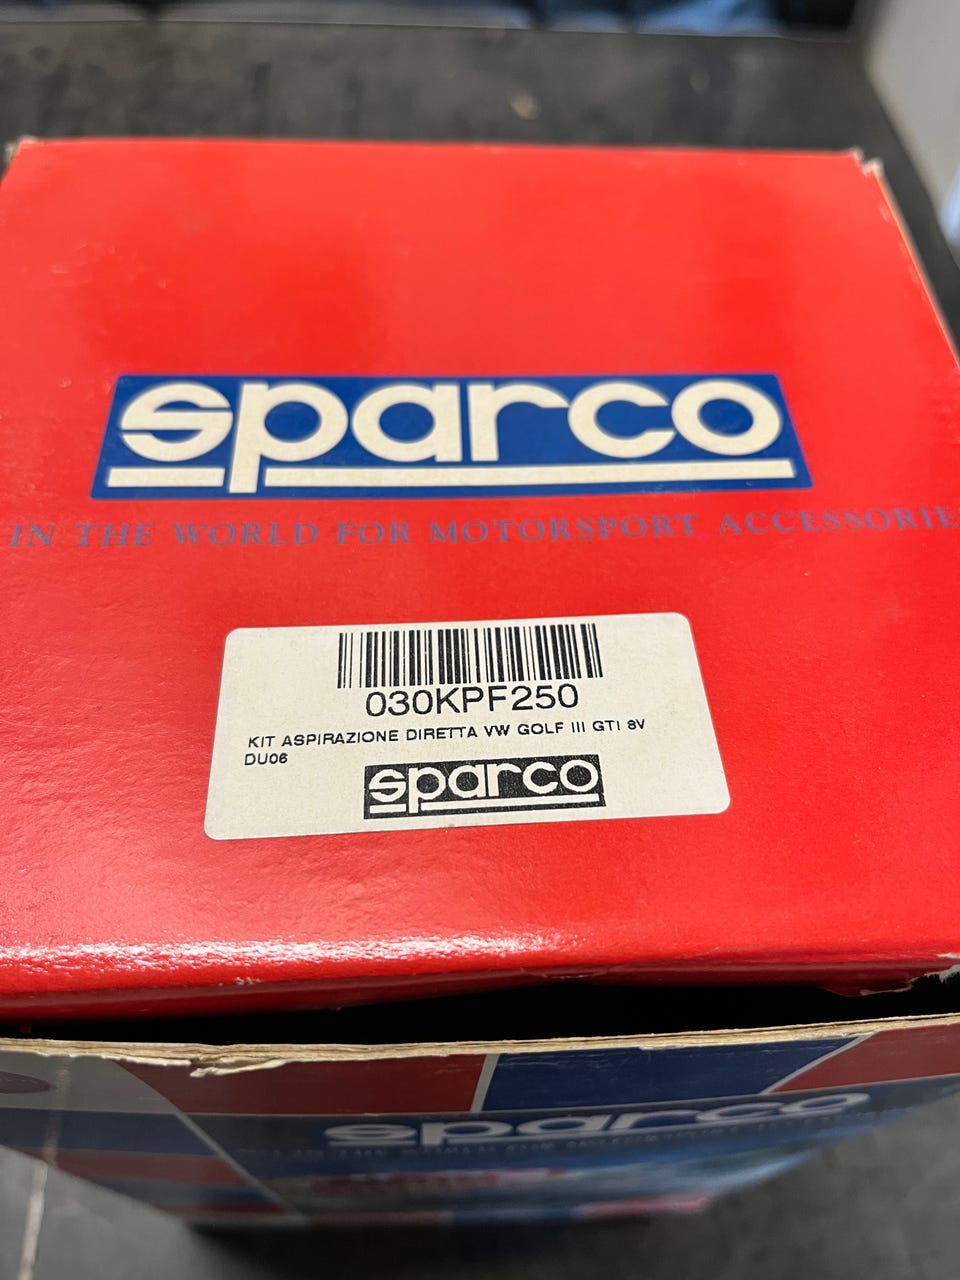 sparco
IN THE WORLD FOR MOTORSPORT ACCESSORIE
030KPF250
KIT ASPIRAZIONE DIRETTA VW GOLF III GTI 8V
DU06
sparco
sparco